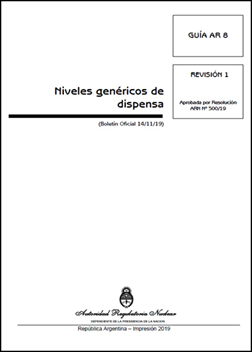 GUÍA AR 8
REVISIÓN 1
Aprobada por Resolución
ARN Nº 500/19
Niveles genéricos de
dispensa
(Boletín Oficial 14/11/19)
Autoridad Regulatoria Nuclear
DEPENDIENTE DE LA PRESIDENCIA DE LA NACION
República Argentina – Impresión 2019